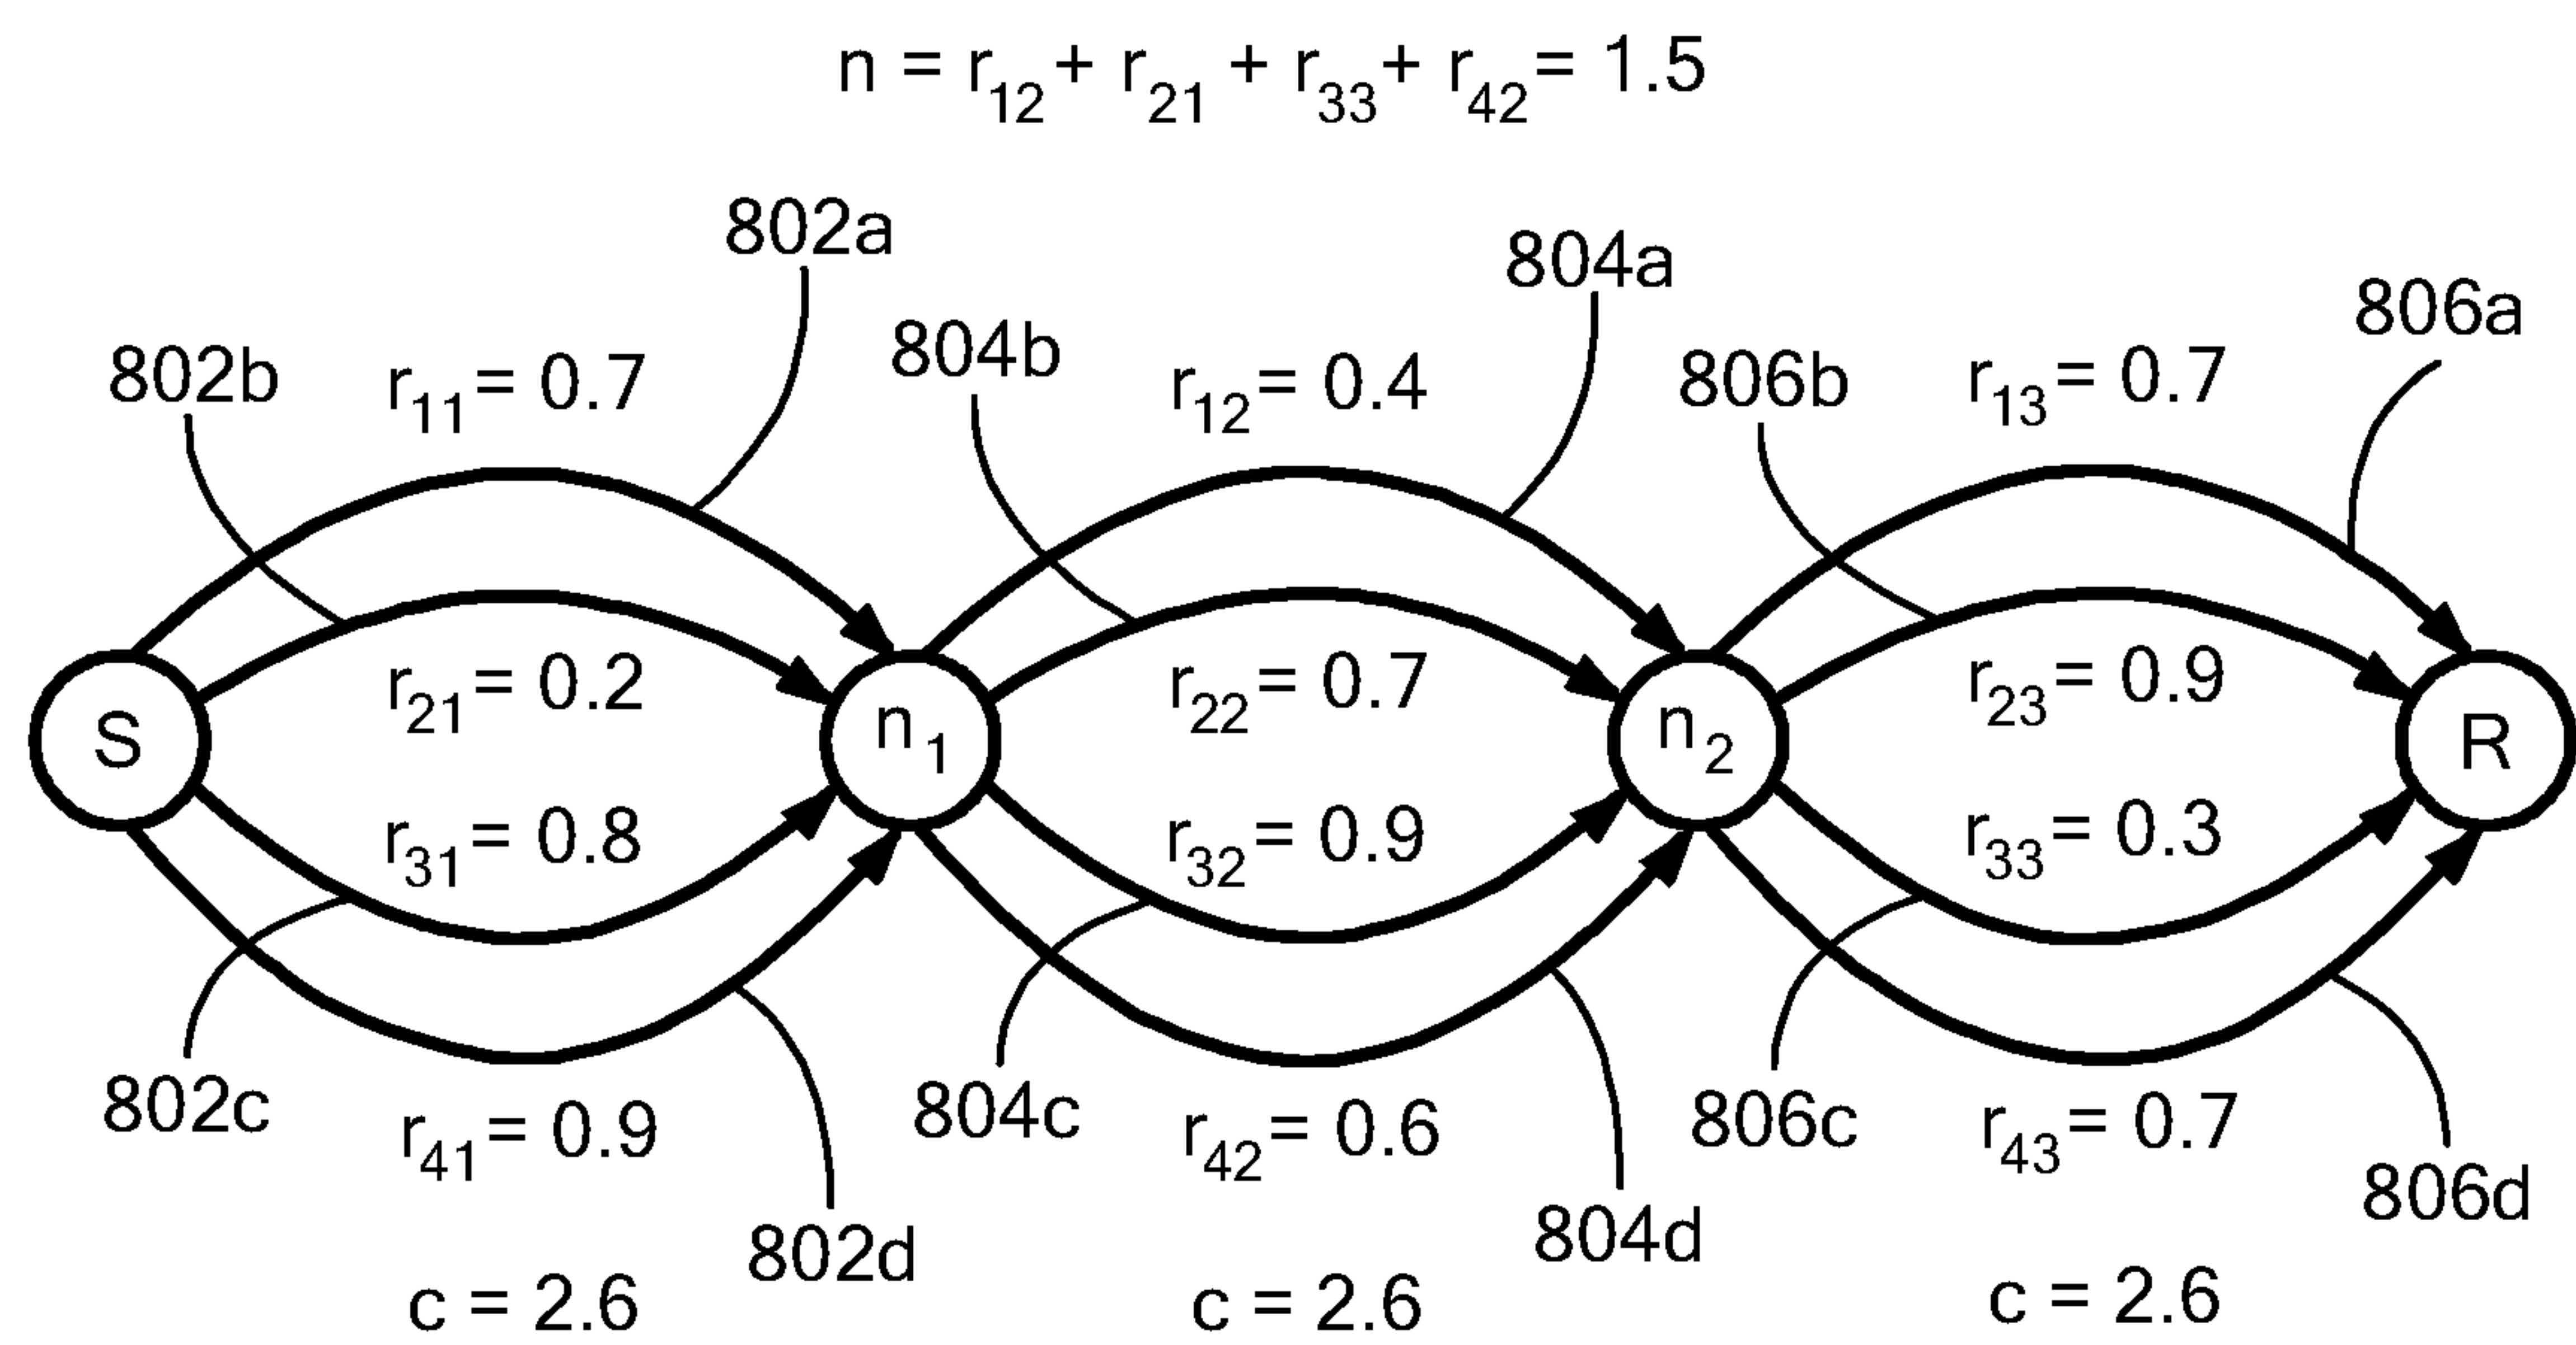 n = r12 + r21 + r33 + r42 = 1.5
802a
804a
806a
802b
r11 = 0.7
804b
r12 = 0.4
806b
r13 = 0.7
S
r21 = 0.2
n1
r22 = 0.7
n2
r23 = 0.9
R
r31 = 0.8
r32 = 0.9
r33 = 0.3
802c
r41 = 0.9
804c
r42 = 0.6
806c
r43 = 0.7
802d
804d
806d
c = 2.6
c = 2.6
c = 2.6